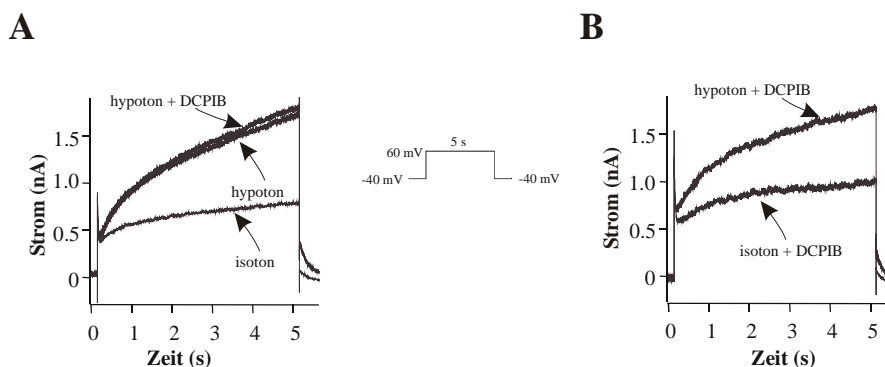 A
B
hypoton + DCPIB
hypoton
isoton
Strom (nA)
1.5
1.0
0.5
0
0 1 2 3 4 5
Zeit (s)
5 s
60 mV
-40 mV
-40 mV
hypoton + DCPIB
isoton + DCPIB
Strom (nA)
1.5
1.0
0.5
0
0 1 2 3 4 5
Zeit (s)